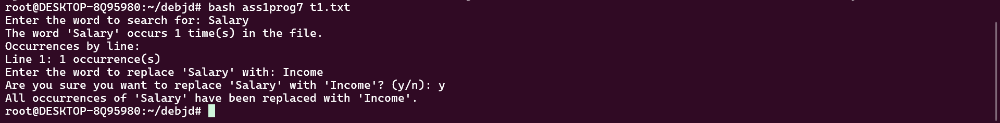 root@DESKTOP-8Q95980:~/debjd# bash ass1prog7 t1.txt
Enter the word to search for: Salary
The word 'Salary' occurs 1 time(s) in the file.
Occurrences by line:
Line 1: 1 occurrence(s)
Enter the word to replace 'Salary' with: Income
Are you sure you want to replace 'Salary' with 'Income'? (y/n): y
All occurrences of 'Salary' have been replaced with 'Income'.
root@DESKTOP-8Q95980:~/debjd#